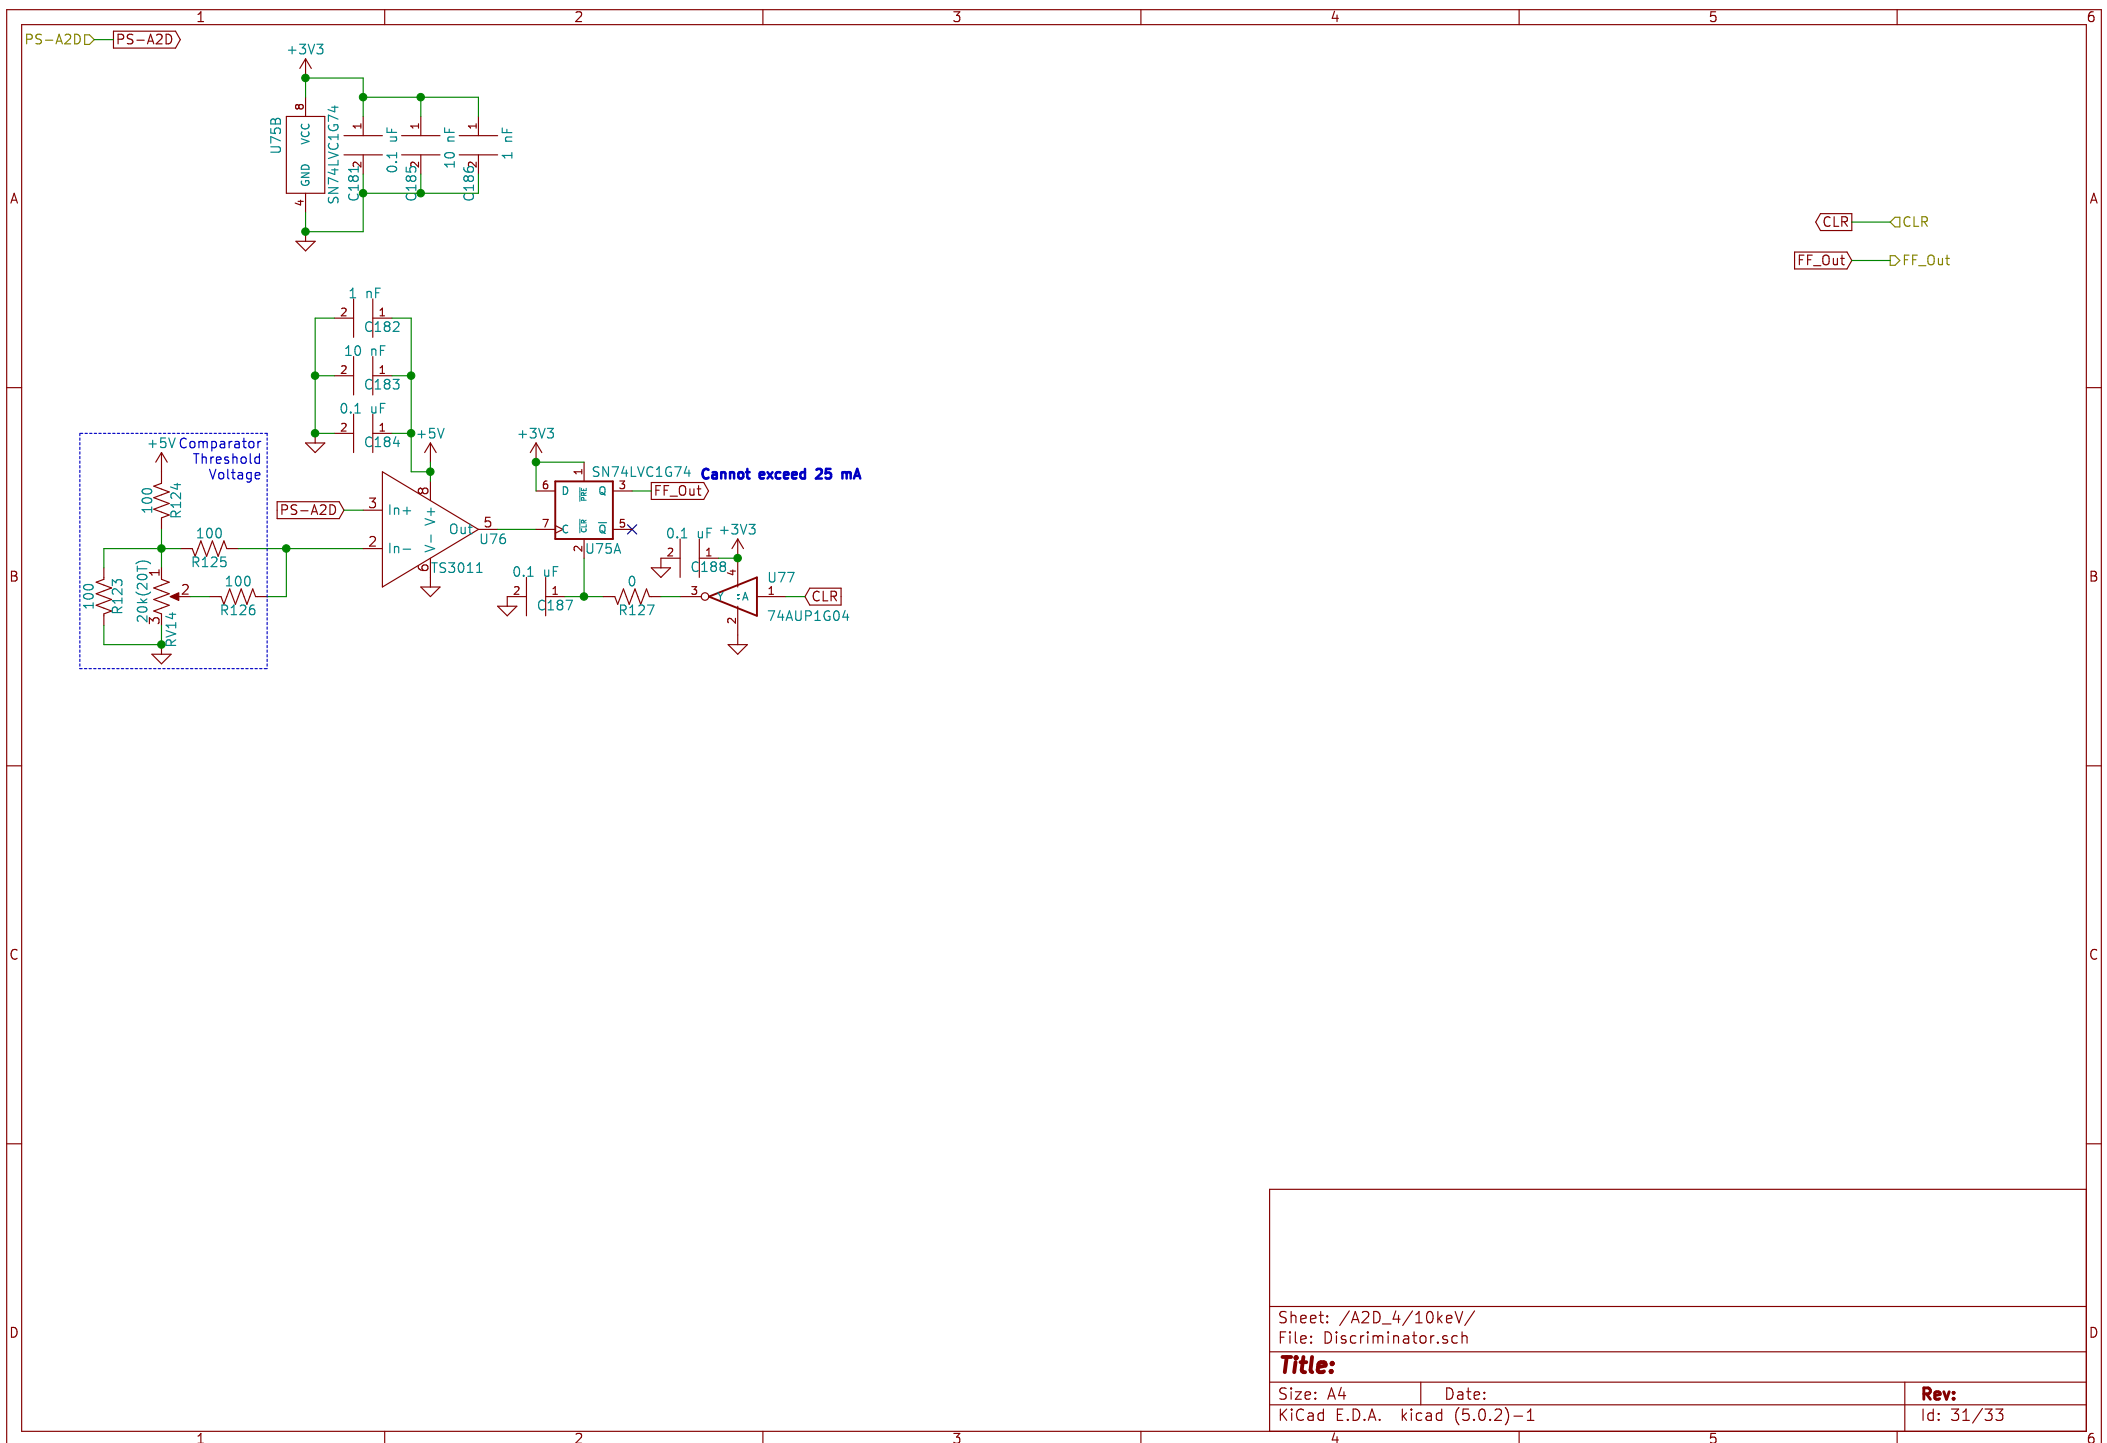 1 2 3 4 5 6
PS-A2D PS-A2D
+3V3
8
VCC
GND
4
U75B
SN74LVC1G74
1
2
C181
0.1 uF
1
2
C185
10 nF
1
2
C186
1 nF
A
A
CLR CLR
FF_Out FF_Out
1 nF
2 1
C182
10 nF
2 1
C183
0.1 uF
2 1
C184
+5V
+5V
Comparator
Threshold
Voltage
100
R124
100
R125
100
R123
20k(20T)
1
2
3
RV14
100
R126
PS-A2D
3 In+
2 In-
8
V+
V-
6
Out
5
U76
TS3011
+3V3
SN74LVC1G74
Cannot exceed 25 mA
1
6 D PRE Q 3 FF_Out
7 C CLR Q 5
2
U75A
0.1 uF
2 1
C187
0
R127
0.1 uF
2 1
C188
+3V3
4
U77
3 Y A 1 CLR
2
74AUP1G04
B
B
C
C
D
D
Sheet: /A2D_4/10keV/
File: Discriminator.sch
Title:
Size: A4 Date: Rev:
KiCad E.D.A. kicad (5.0.2)-1 Id: 31/33
1 2 3 4 5 6